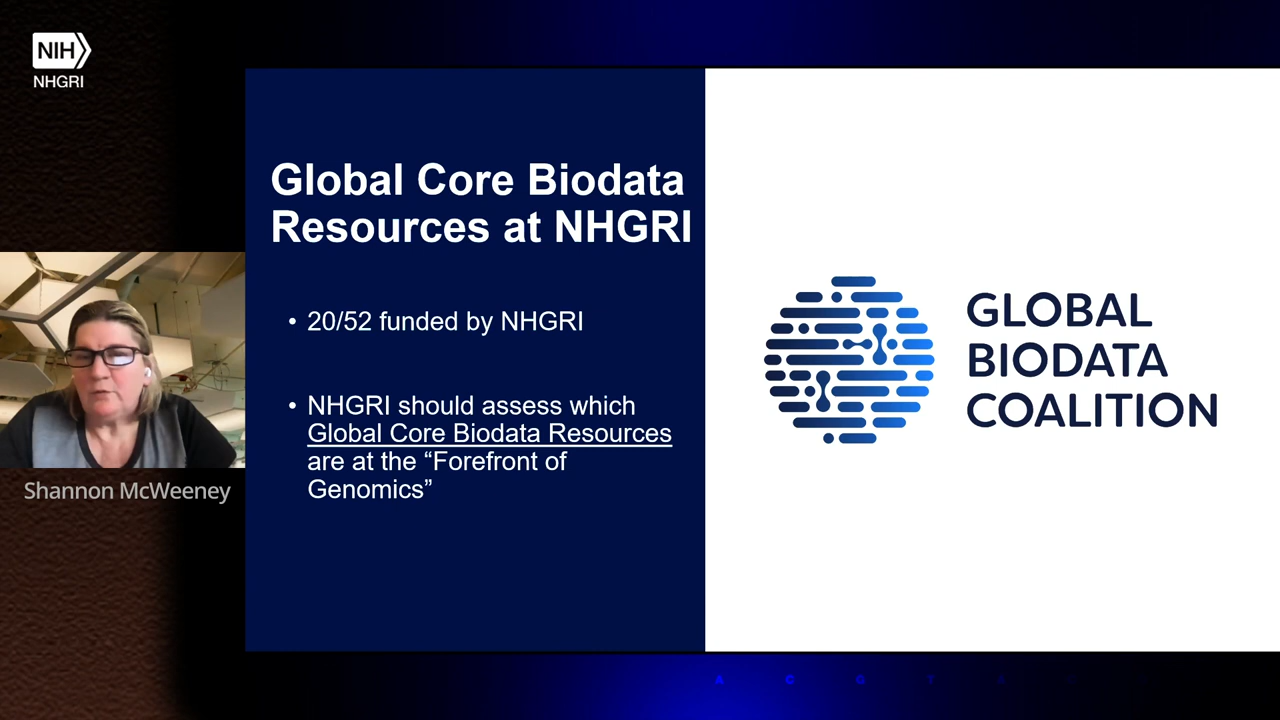 NIH
NHGRI
Global Core Biodata
Resources at NHGRI
• 20/52 funded by NHGRI
• NHGRI should assess which
Global Core Biodata Resources
are at the “Forefront of
Genomics”
GLOBAL
BIODATA
COALITION
Shannon McWeeney
A C G T A